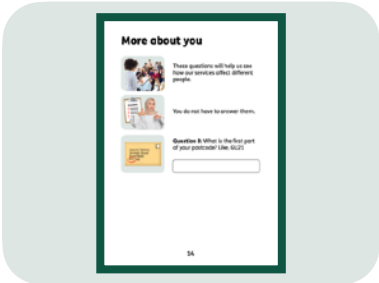 More about you
These questions will help us see
how our services affect different
people.
You do not have to answer them.
Question 8: What is the first part
of your postcode? Like: GL21
14